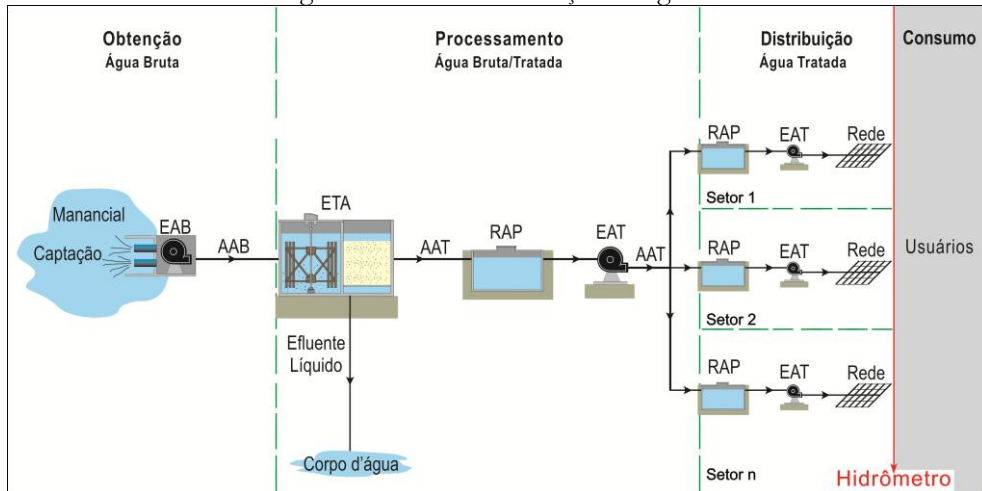 Obtenção
Água Bruta
Processamento
Água Bruta/Tratada
Distribuição
Água Tratada
Consumo
Manancial
Captação
EAB
AAB
ETA
AAT
RAP
EAT
AAT
Efluente
Líquido
Corpo d'água
RAP
EAT
Rede
Setor 1
RAP
EAT
Rede
Setor 2
RAP
EAT
Rede
Setor n
Usuários
Hidrômetro